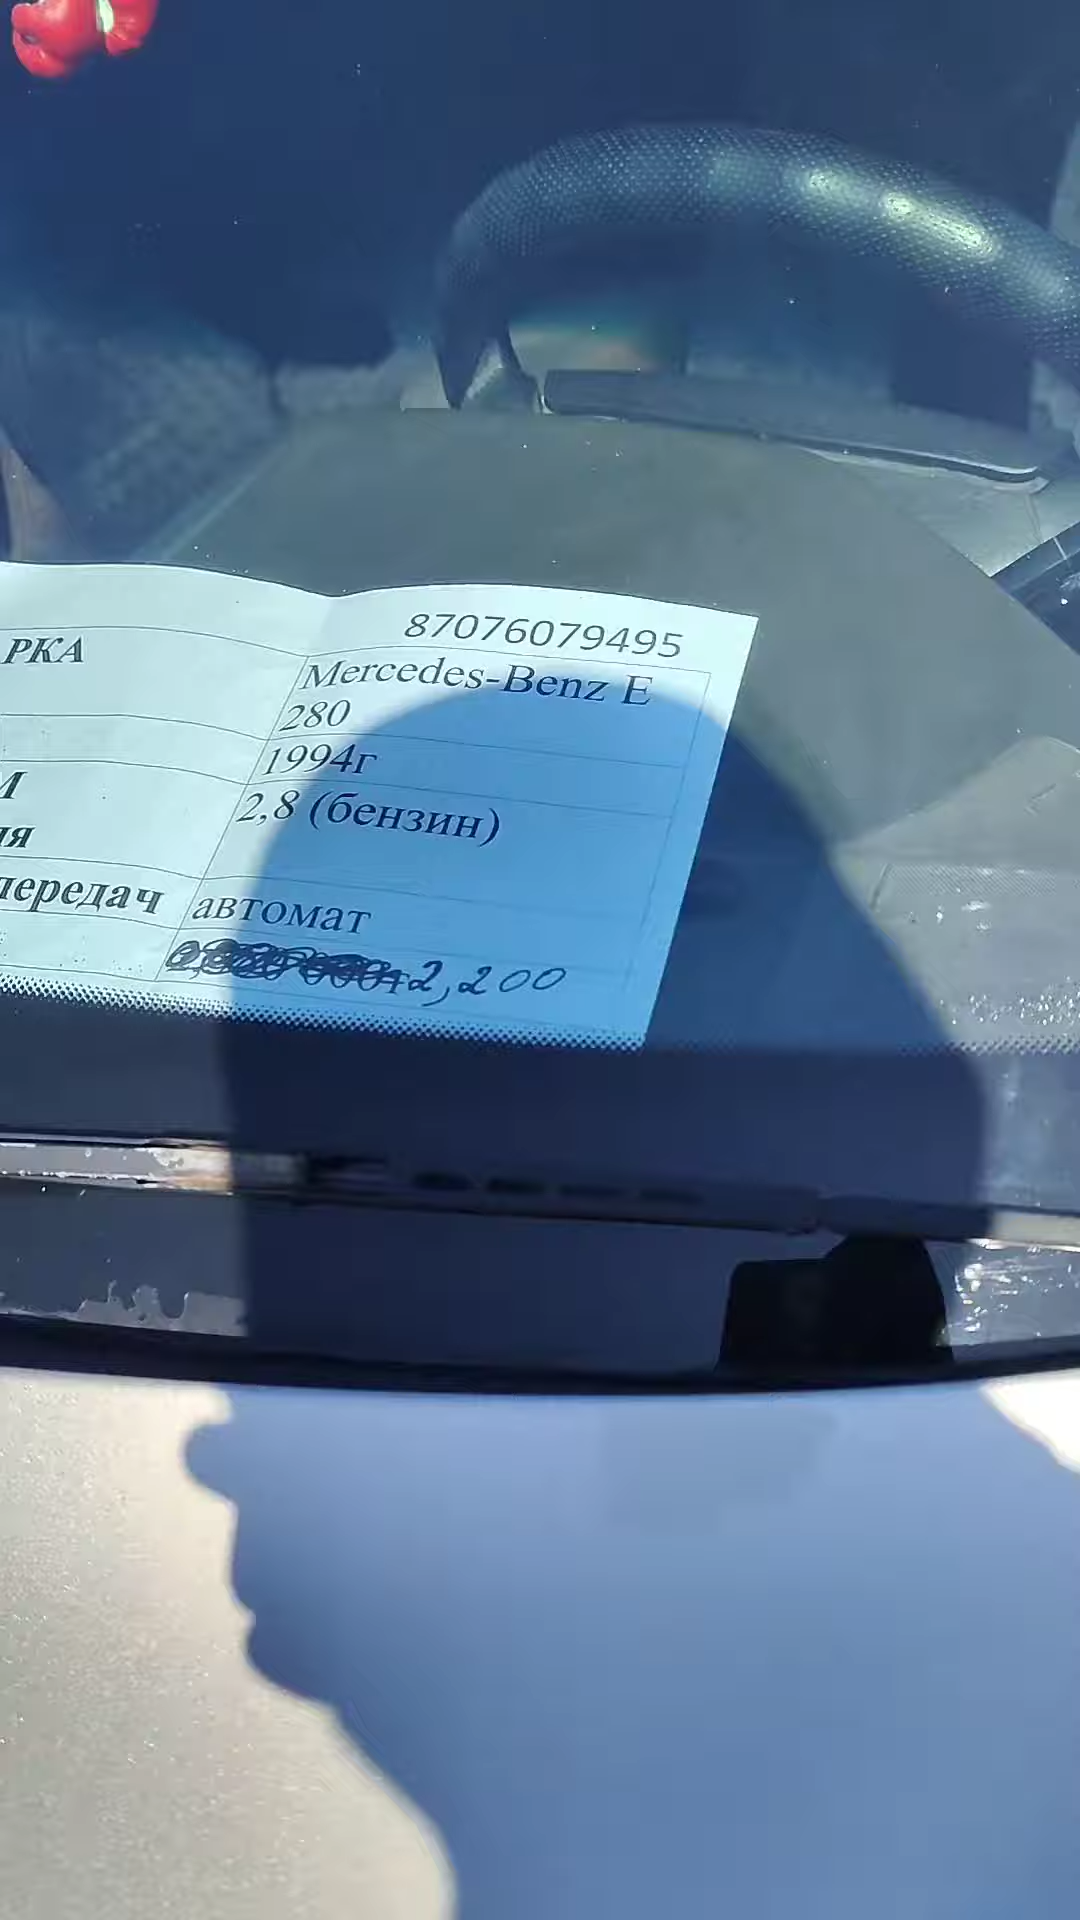 87076079495
РКА Mercedes-Benz E
280
1994г
М 2,8 (бензин)
ия
передач автомат
2,200